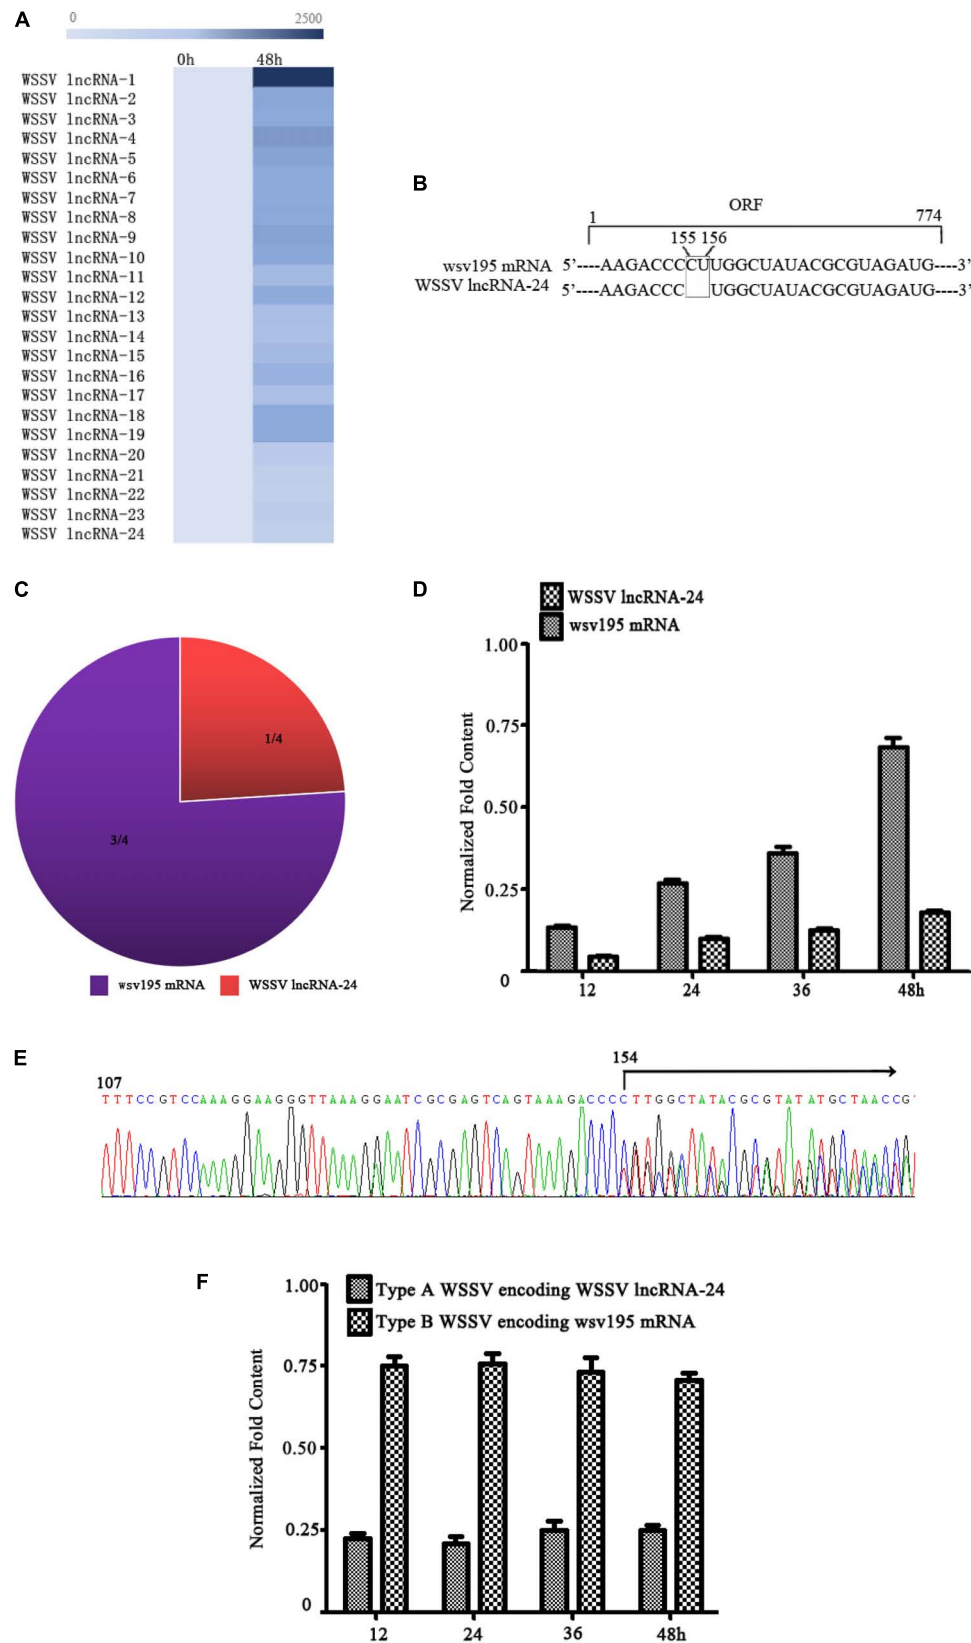 A
0 2500
0h 48h
WSSV lncRNA-1
WSSV lncRNA-2
WSSV lncRNA-3
WSSV lncRNA-4
WSSV lncRNA-5
WSSV lncRNA-6
WSSV lncRNA-7
WSSV lncRNA-8
WSSV lncRNA-9
WSSV lncRNA-10
WSSV lncRNA-11
WSSV lncRNA-12
WSSV lncRNA-13
WSSV lncRNA-14
WSSV lncRNA-15
WSSV lncRNA-16
WSSV lncRNA-17
WSSV lncRNA-18
WSSV lncRNA-19
WSSV lncRNA-20
WSSV lncRNA-21
WSSV lncRNA-22
WSSV lncRNA-23
WSSV lncRNA-24
B
ORF
1 774
155 156
wsv195 mRNA 5'----AAGACCCCUUGGCUAUACGCGUAGAUG----3'
WSSV lncRNA-24 5'----AAGACCC UGGCUAUACGCGUAGAUG----3'
C
1/4
3/4
wsv195 mRNA WSSV lncRNA-24
D
WSSV lncRNA-24
wsv195 mRNA
Normalized Fold Content
1.00
0.75
0.50
0.25
0
12 24 36 48h
E
154
107
TTTCCGTCCAAAGGAAGGGTTAAAGGAATCGCGAGTCAGTAAAGACCCCTTGGCTATACGCGTATATGCTAACCG
F
Type A WSSV encoding WSSV lncRNA-24
Type B WSSV encoding wsv195 mRNA
Normalized Fold Content
1.00
0.75
0.50
0.25
0
12 24 36 48h